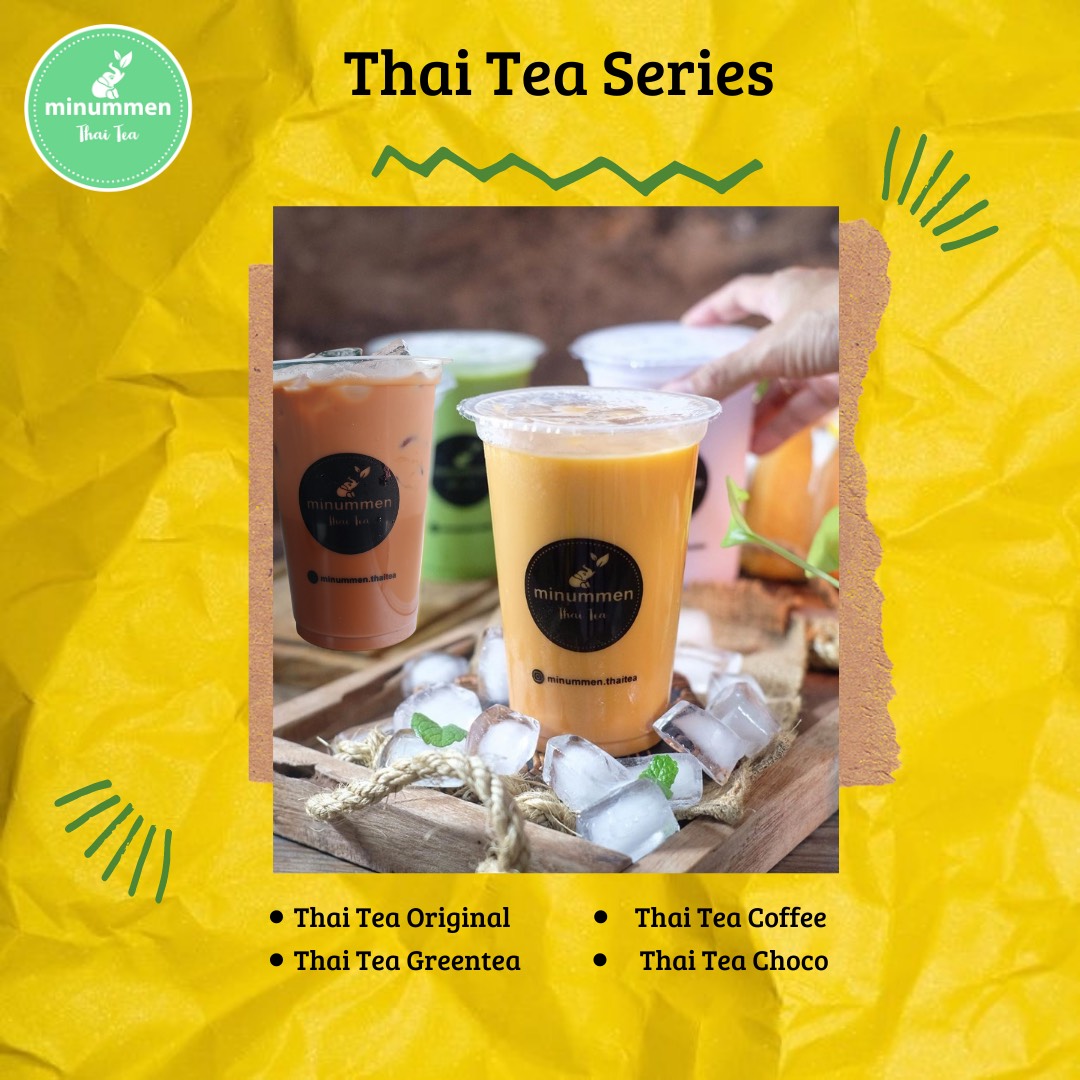 minummen
Thai Tea
Thai Tea Series
minummen
Thai Tea
minummen.thaitea
minummen
Thai Tea
minummen.thaitea
• Thai Tea Original
• Thai Tea Greentea
• Thai Tea Coffee
• Thai Tea Choco